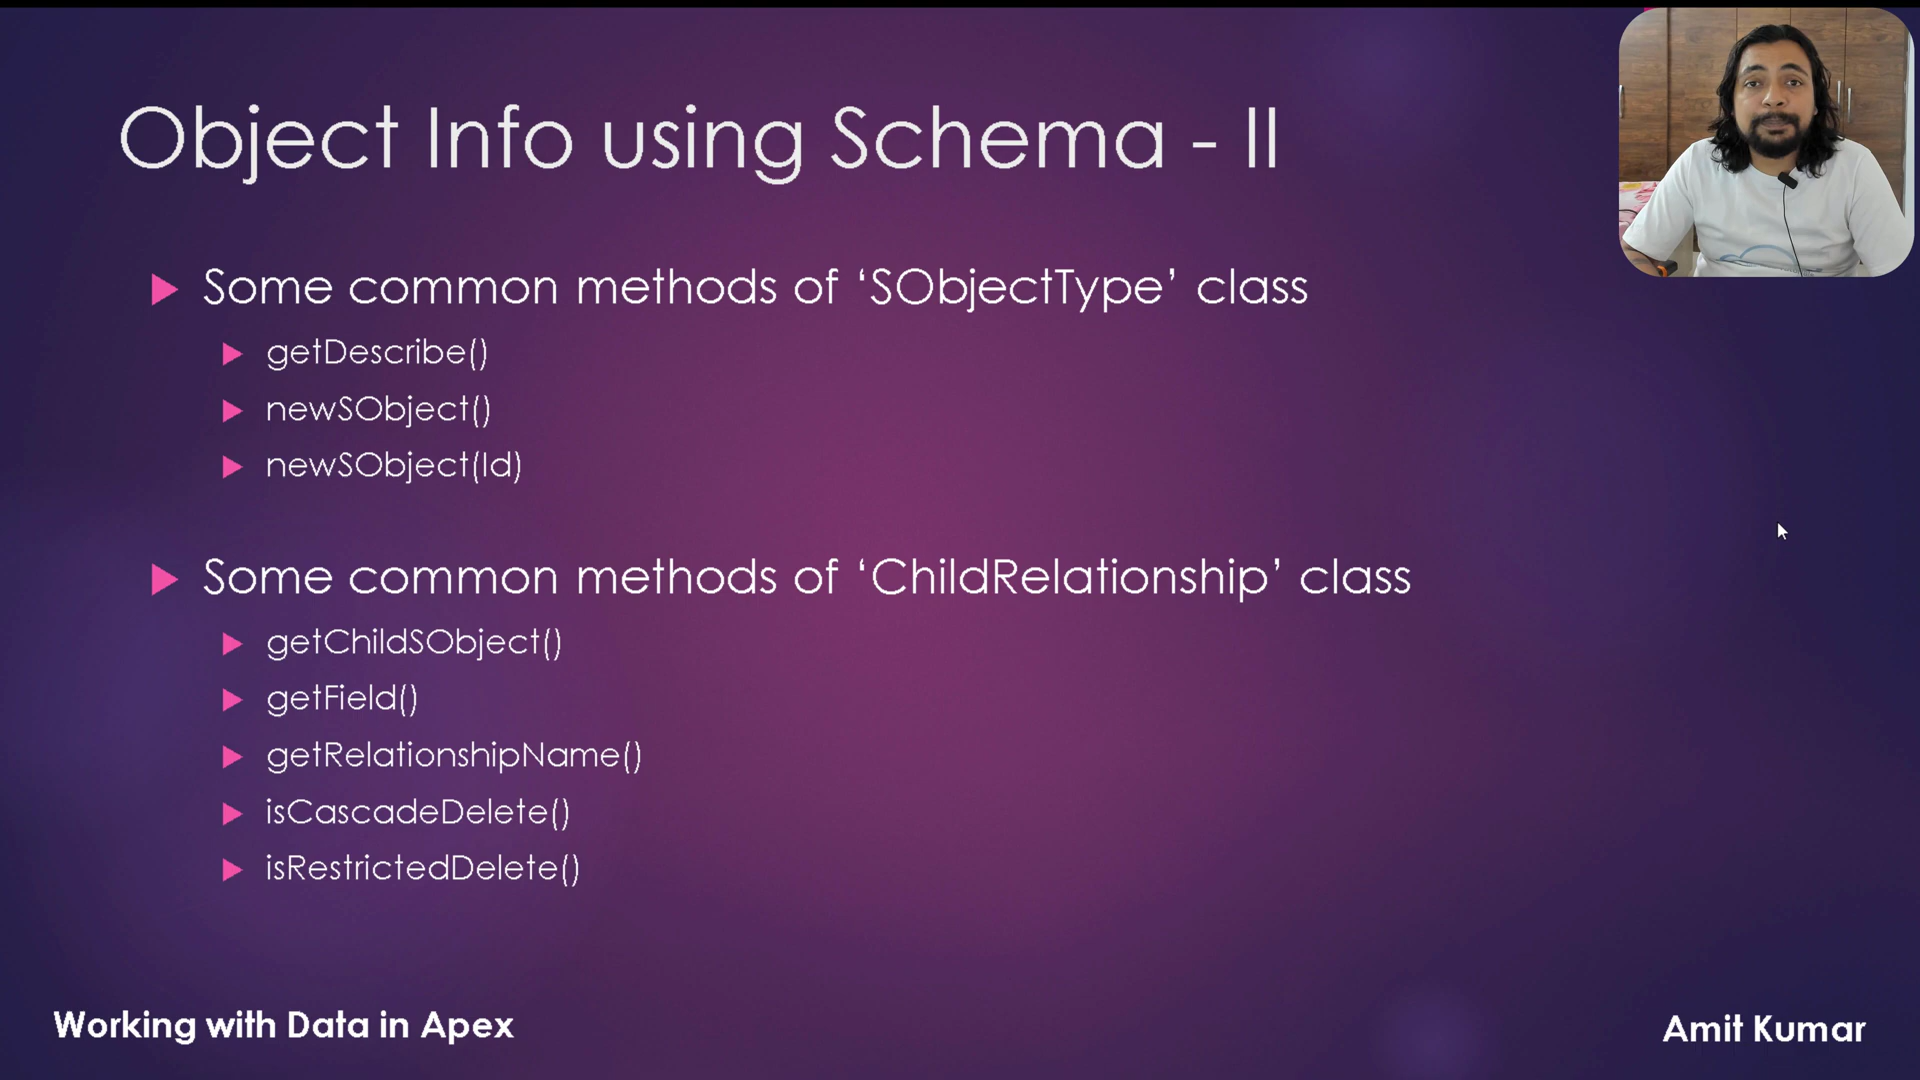 Object Info using Schema - II
Some common methods of ‘SObjectType’ class
getDescribe()
newSObject()
newSObject(Id)
Some common methods of ‘ChildRelationship’ class
getChildSObject()
getField()
getRelationshipName()
isCascadeDelete()
isRestrictedDelete()
Working with Data in Apex
Amit Kumar